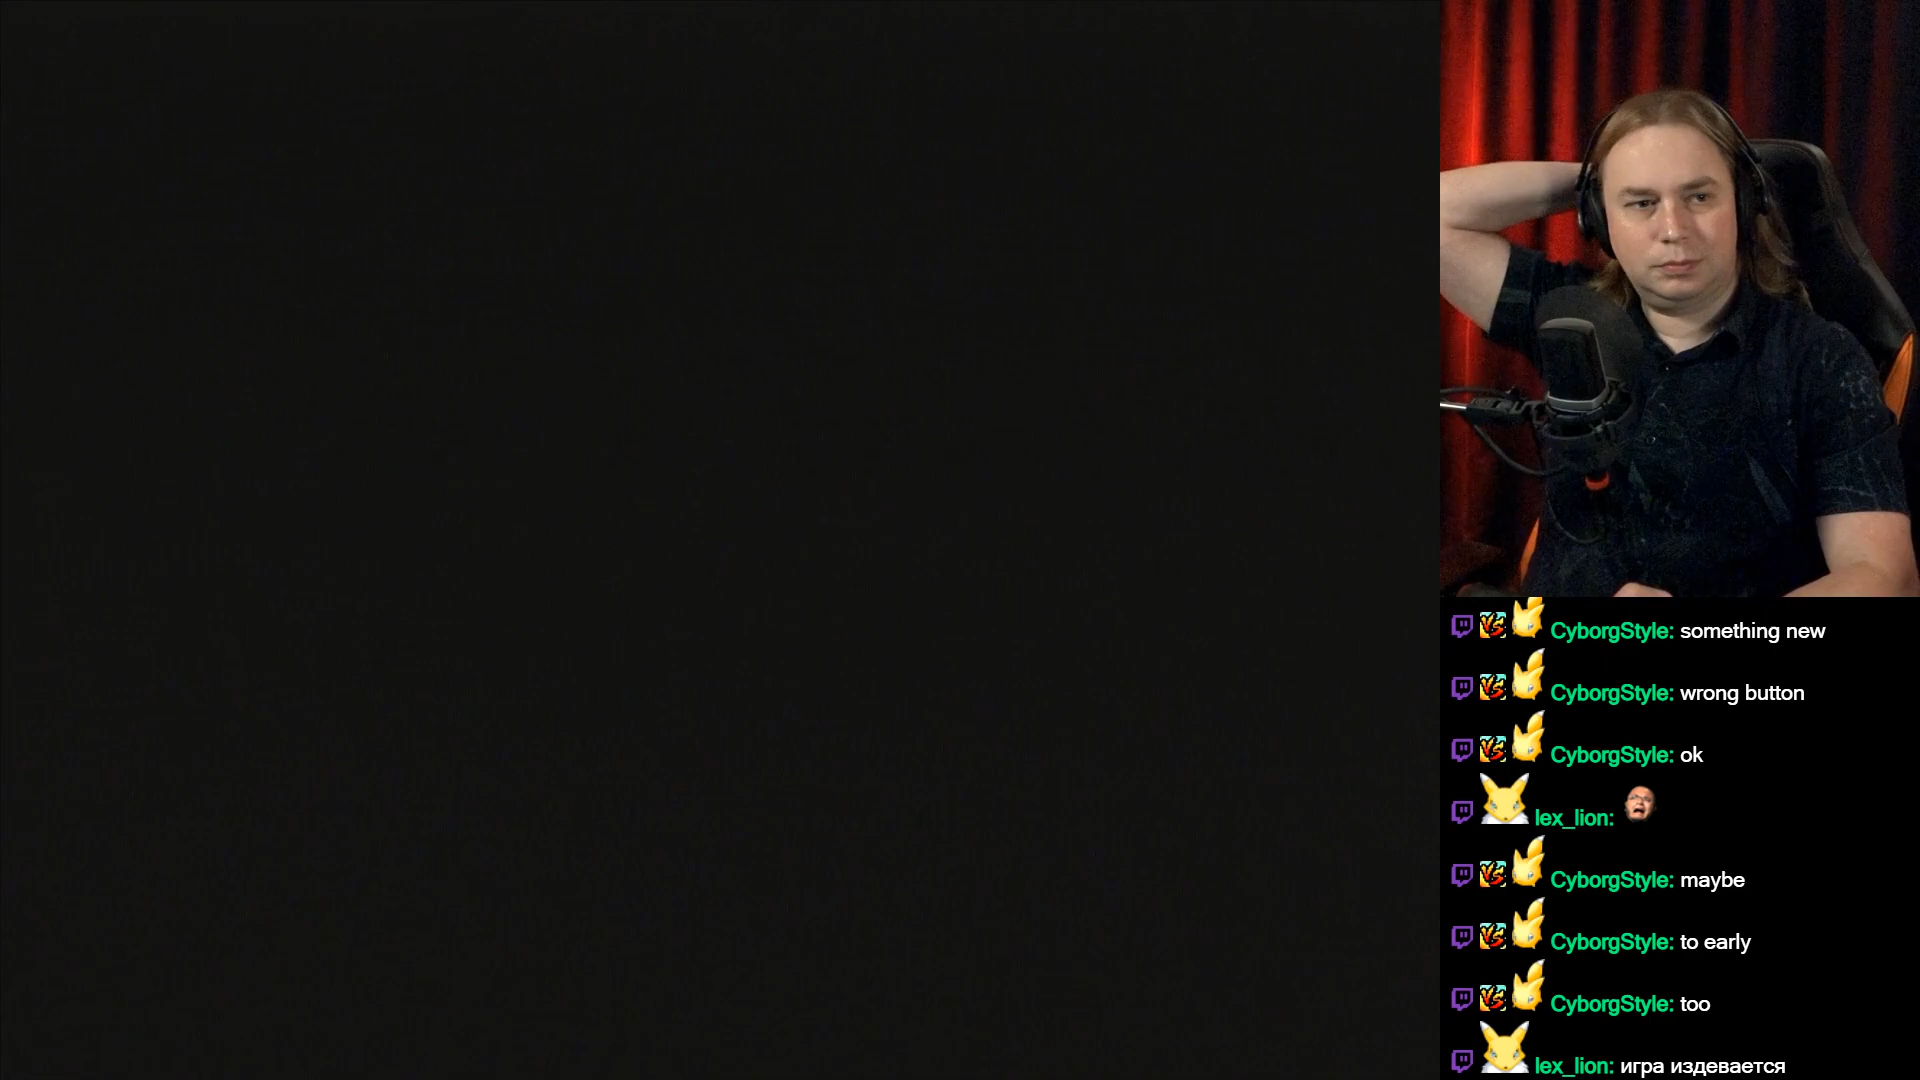 CyborgStyle: something new
CyborgStyle: wrong button
CyborgStyle: ok
lex_lion:
CyborgStyle: maybe
CyborgStyle: to early
CyborgStyle: too
lex_lion: игра издевается